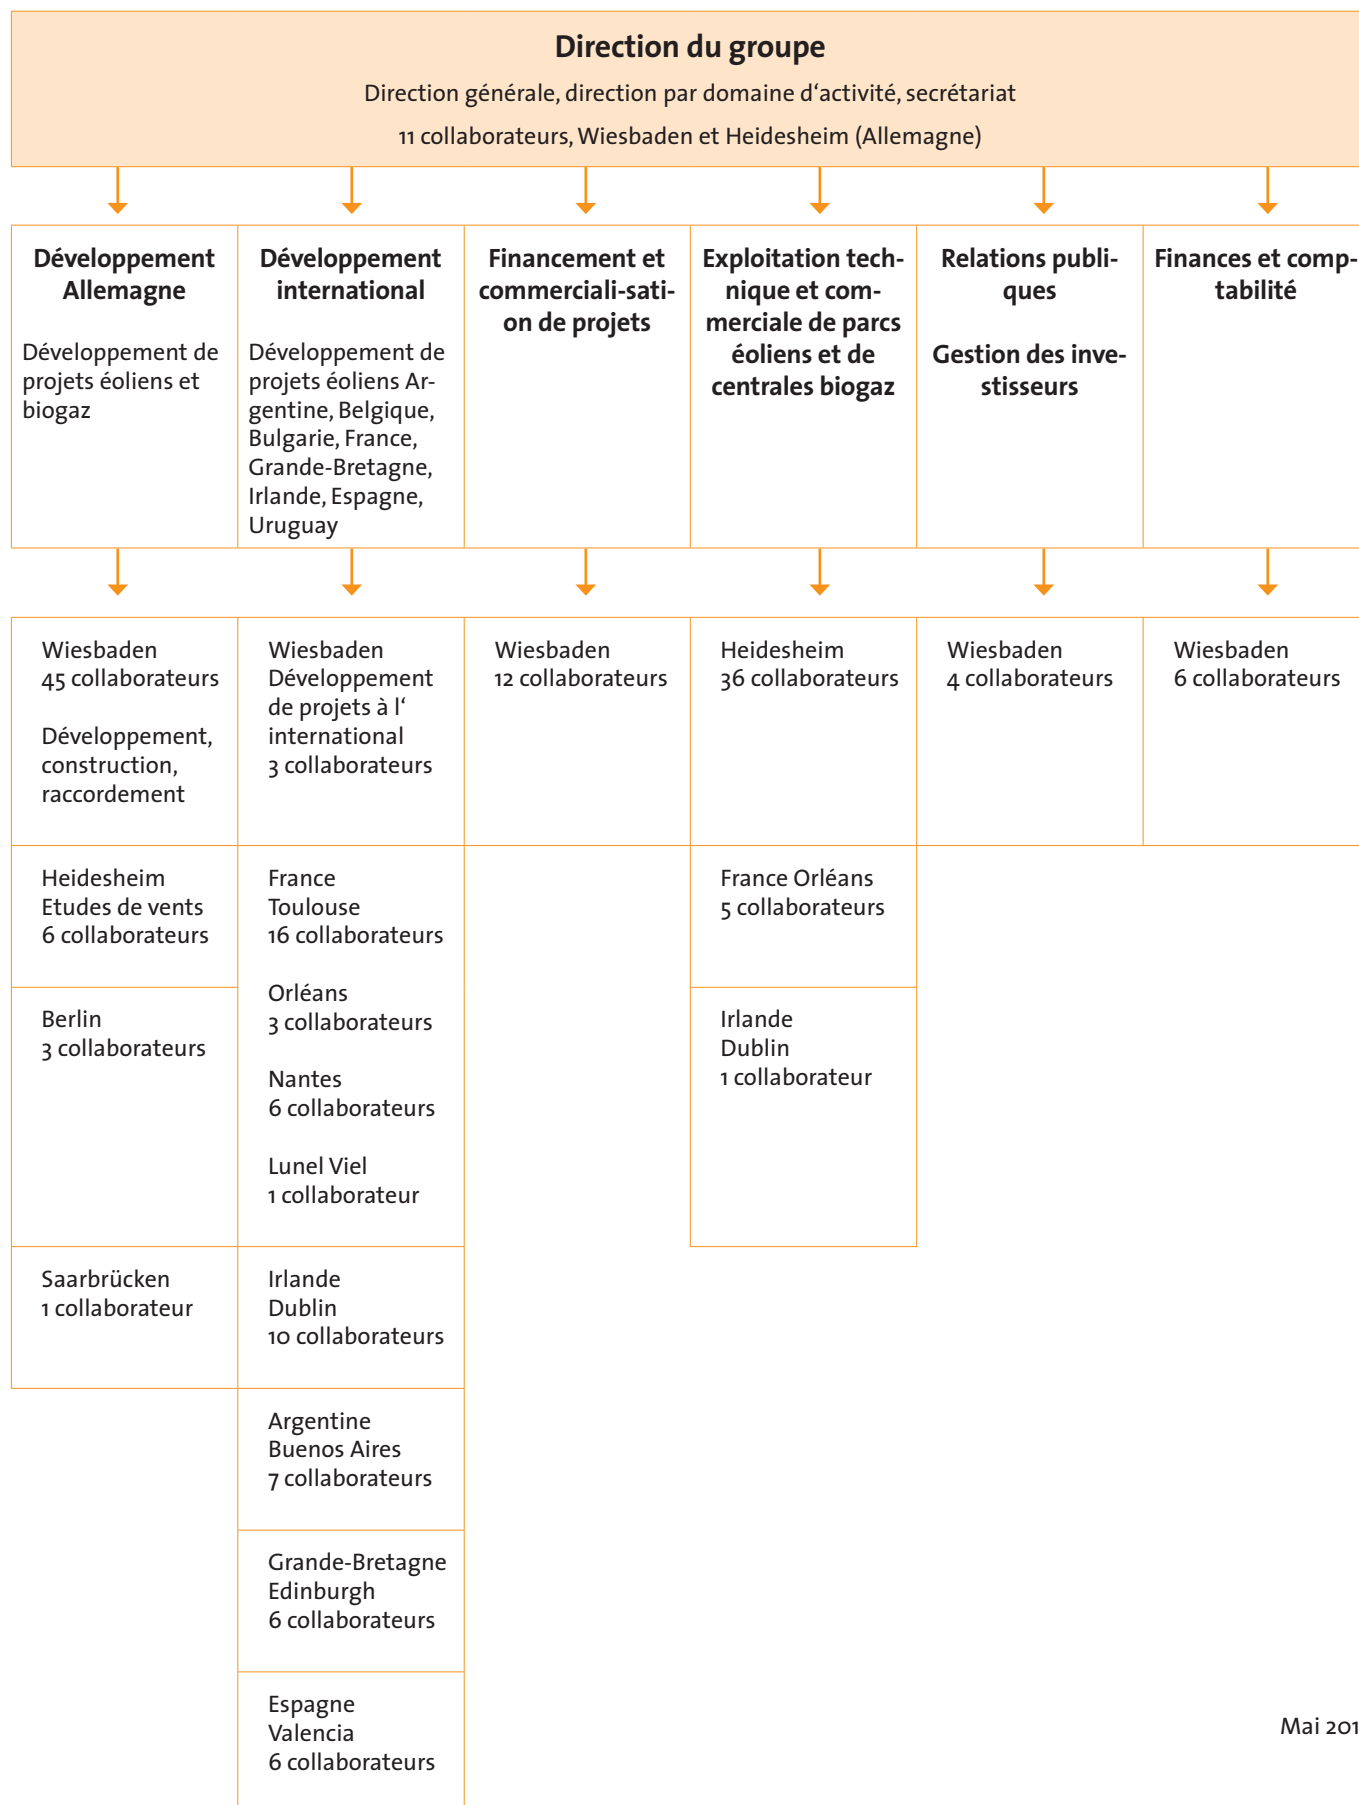 Direction du groupe
Direction générale, direction par domaine d‘activité, secrétariat
11 collaborateurs, Wiesbaden et Heidesheim (Allemagne)
Développement
Allemagne
Développement de
projets éoliens et
biogaz
Développement
international
Développement de
projets éoliens Ar-
gentine, Belgique,
Bulgarie, France,
Grande-Bretagne,
Irlande, Espagne,
Uruguay
Financement et
commerciali-sati-
on de projets
Exploitation tech-
nique et com-
merciale de parcs
éoliens et de
centrales biogaz
Relations publi-
ques
Gestion des inve-
stisseurs
Finances et comp-
tabilité
Wiesbaden
45 collaborateurs
Développement,
construction,
raccordement
Wiesbaden
Développement
de projets à l‘
international
3 collaborateurs
Wiesbaden
12 collaborateurs
Heidesheim
36 collaborateurs
Wiesbaden
4 collaborateurs
Wiesbaden
6 collaborateurs
Heidesheim
Etudes de vents
6 collaborateurs
France
Toulouse
16 collaborateurs
Orléans
3 collaborateurs
Nantes
6 collaborateurs
Lunel Viel
1 collaborateur
France Orléans
5 collaborateurs
Berlin
3 collaborateurs
Irlande
Dublin
1 collaborateur
Saarbrücken
1 collaborateur
Irlande
Dublin
10 collaborateurs
Argentine
Buenos Aires
7 collaborateurs
Grande-Bretagne
Edinburgh
6 collaborateurs
Espagne
Valencia
6 collaborateurs
Mai 201